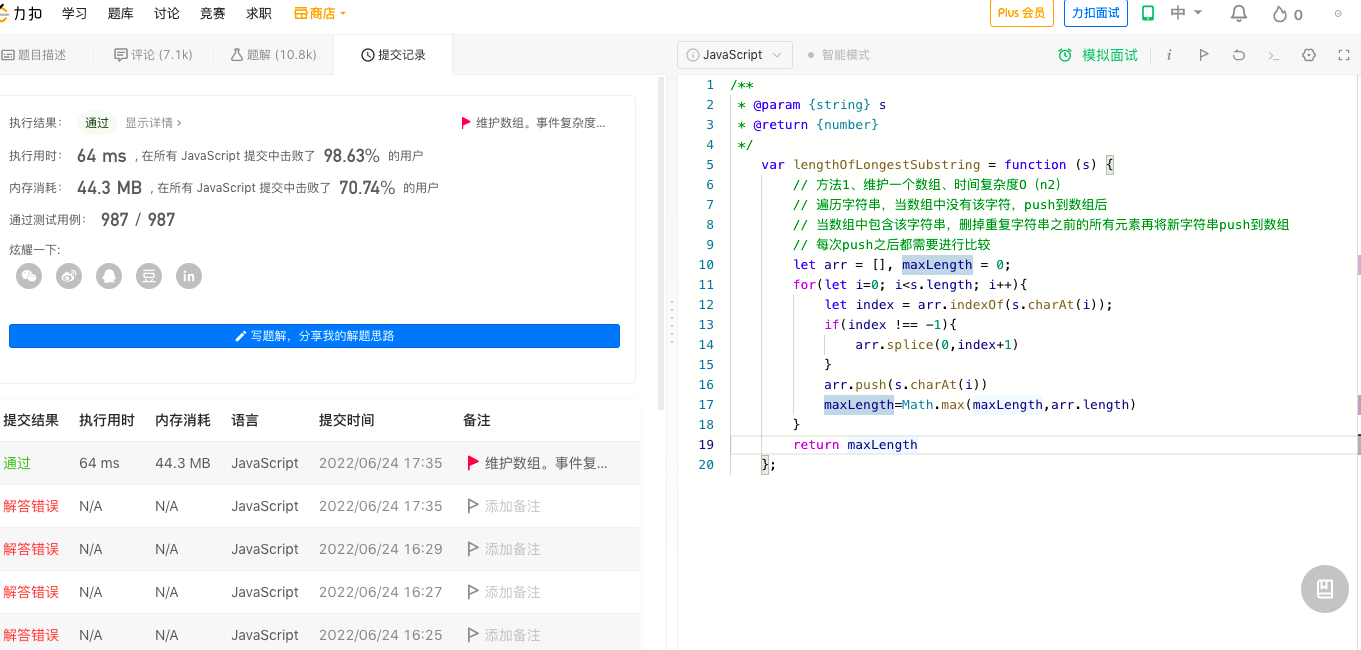 力扣 学习 题库 讨论 竞赛 求职 商店 Plus 会员 力扣面试 中 0
题目描述 评论 (7.1k) 题解 (10.8k) 提交记录
执行结果： 通过 显示详情 › 维护数组。事件复杂度...
执行用时： 64 ms , 在所有 JavaScript 提交中击败了 98.63% 的用户
内存消耗： 44.3 MB , 在所有 JavaScript 提交中击败了 70.74% 的用户
通过测试用例： 987 / 987
炫耀一下:
in
写题解，分享我的解题思路
提交结果 执行用时 内存消耗 语言 提交时间 备注
通过 64 ms 44.3 MB JavaScript 2022/06/24 17:35 维护数组。事件复...
解答错误 N/A N/A JavaScript 2022/06/24 17:35 添加备注
解答错误 N/A N/A JavaScript 2022/06/24 16:29 添加备注
解答错误 N/A N/A JavaScript 2022/06/24 16:27 添加备注
解答错误 N/A N/A JavaScript 2022/06/24 16:25 添加备注
JavaScript 智能模式 模拟面试 i
1 /**
2  * @param {string} s
3  * @return {number}
4  */
5     var lengthOfLongestSubstring = function (s) {
6         // 方法1、维护一个数组、时间复杂度O（n2）
7         // 遍历字符串，当数组中没有该字符，push到数组后
8         // 当数组中包含该字符串，删掉重复字符串之前的所有元素再将新字符串push到数组
9         // 每次push之后都需要进行比较
10         let arr = [], maxLength = 0;
11         for(let i=0; i<s.length; i++){
12             let index = arr.indexOf(s.charAt(i));
13             if(index !== -1){
14                 arr.splice(0,index+1)
15             }
16             arr.push(s.charAt(i))
17             maxLength=Math.max(maxLength,arr.length)
18         }
19         return maxLength
20     };